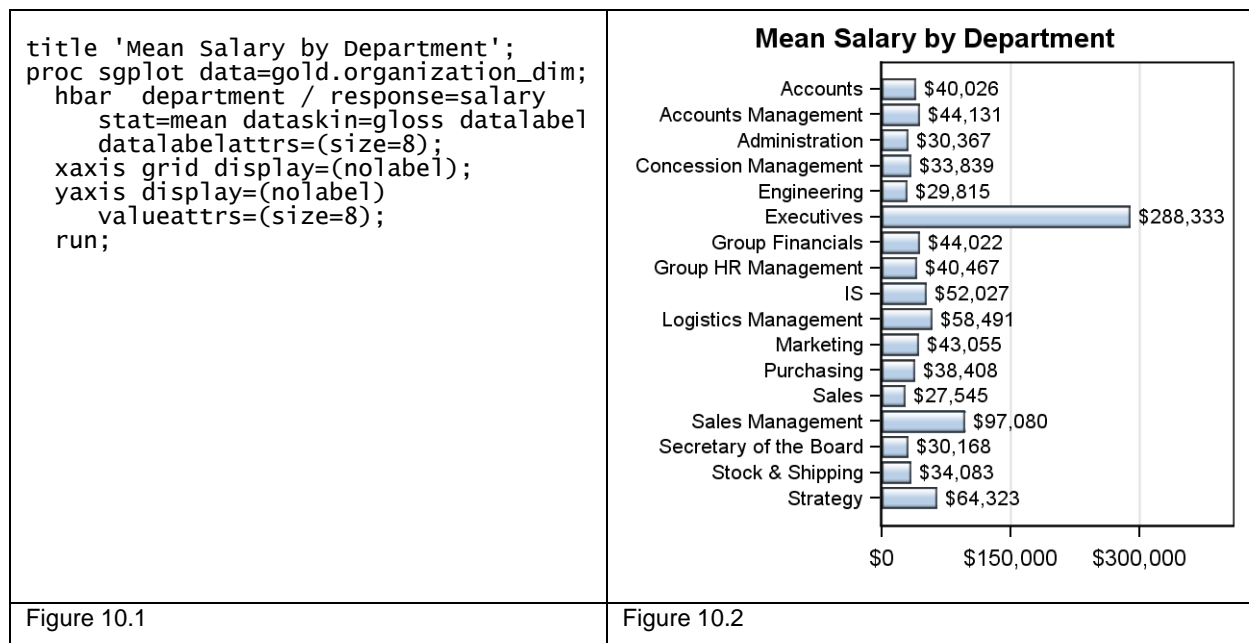 title 'Mean Salary by Department';
proc sgplot data=gold.organization_dim;
  hbar  department / response=salary
     stat=mean dataskin=gloss datalabel
     datalabelattrs=(size=8);
  xaxis grid display=(nolabel);
  yaxis display=(nolabel)
     valueattrs=(size=8);
  run;
Figure 10.1
Mean Salary by Department
Accounts $40,026
Accounts Management $44,131
Administration $30,367
Concession Management $33,839
Engineering $29,815
Executives $288,333
Group Financials $44,022
Group HR Management $40,467
IS $52,027
Logistics Management $58,491
Marketing $43,055
Purchasing $38,408
Sales $27,545
Sales Management $97,080
Secretary of the Board $30,168
Stock & Shipping $34,083
Strategy $64,323
$0 $150,000 $300,000
Figure 10.2